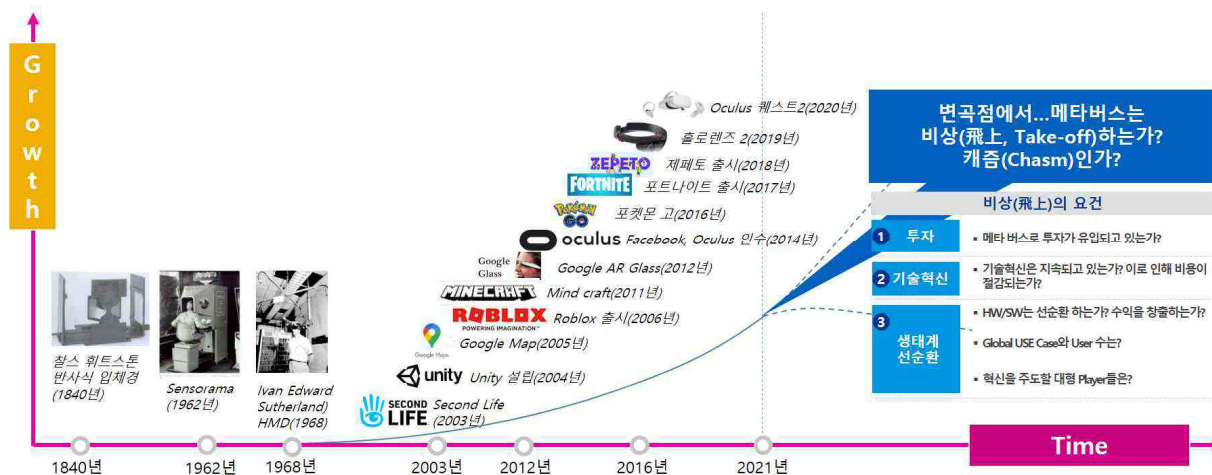 Growth
Oculus 퀘스트2(2020년)
홀로렌즈 2(2019년)
ZEPETO 제페토 출시(2018년)
FORTNITE 포트나이트 출시(2017년)
POKÉMON GO 포켓몬 고(2016년)
oculus Facebook, Oculus 인수(2014년)
Google Glass Google AR Glass(2012년)
MINECRAFT Mind craft(2011년)
ROBLOX Roblox 출시(2006년)
POWERING IMAGINATION™
Google Maps Google Map(2005년)
unity Unity 설립(2004년)
SECOND LIFE Second Life
(2003년)
찰스 휘트스톤
반사식 입체경
(1840년)
Sensorama
(1962년)
Ivan Edward
Sutherland)
HMD(1968)
변곡점에서...메타버스는
비상(飛上, Take-off)하는가?
캐즘(Chasm)인가?
비상(飛上)의 요건
1 투자
▪ 메타 버스로 투자가 유입되고 있는가?
2 기술혁신
▪ 기술혁신은 지속되고 있는가? 이로 인해 비용이
절감되는가?
3 생태계
선순환
▪ HW/SW는 선순환 하는가? 수익을 창출하는가?
▪ Global USE Case와 User 수는?
▪ 혁신을 주도할 대형 Player들은?
1840년 1962년 1968년 2003년 2012년 2016년 2021년
Time